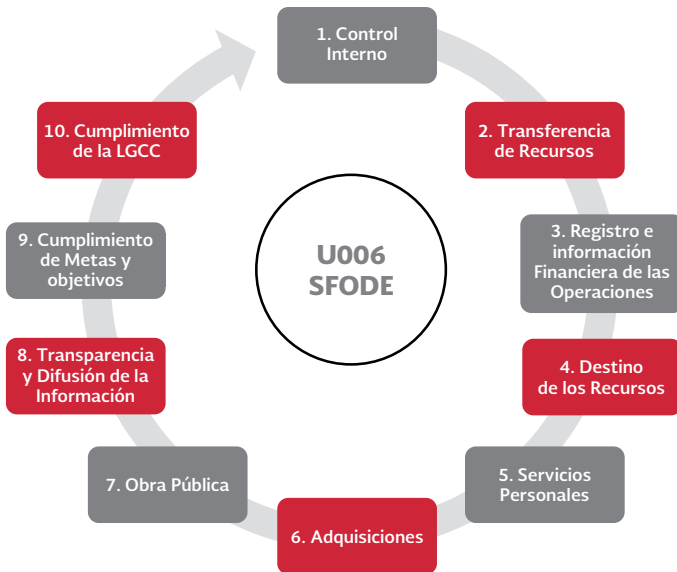 1. Control
Interno
2. Transferencia
de Recursos
3. Registro e
información
Financiera de las
Operaciones
4. Destino
de los Recursos
5. Servicios
Personales
6. Adquisiciones
7. Obra Pública
8. Transparencia
y Difusión de la
Información
9. Cumplimiento
de Metas y
objetivos
10. Cumplimiento
de la LGCC
U006
SFODE